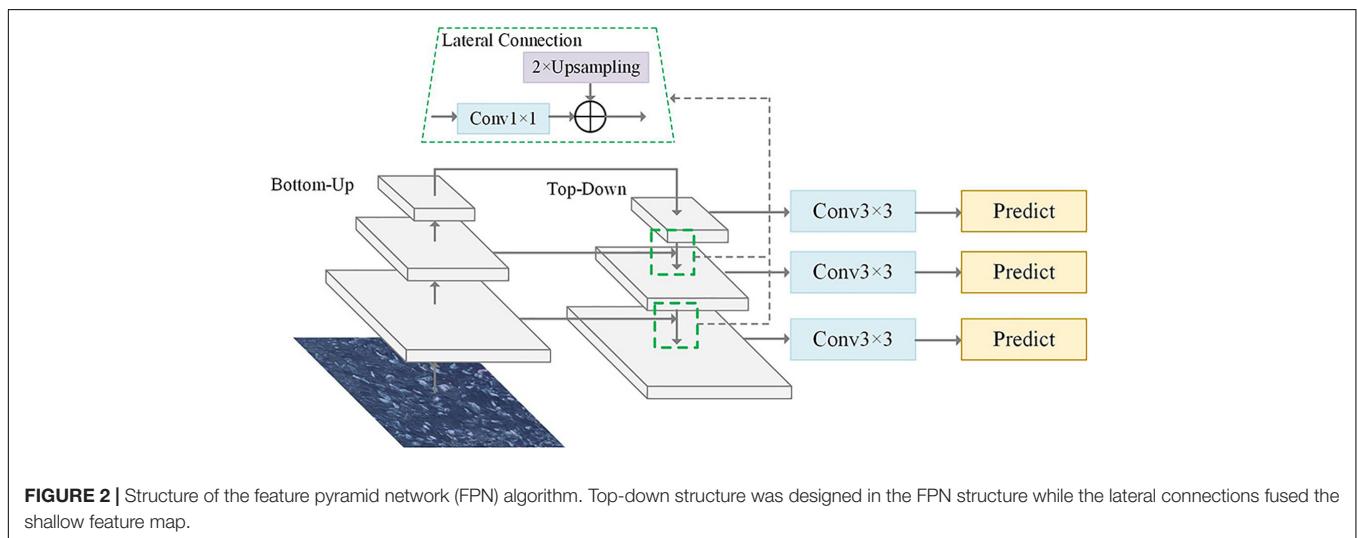 Lateral Connection
2×Upsampling
Conv1×1
Bottom-Up
Top-Down
Conv3×3
Predict
Conv3×3
Predict
Conv3×3
Predict
FIGURE 2 | Structure of the feature pyramid network (FPN) algorithm. Top-down structure was designed in the FPN structure while the lateral connections fused the
shallow feature map.